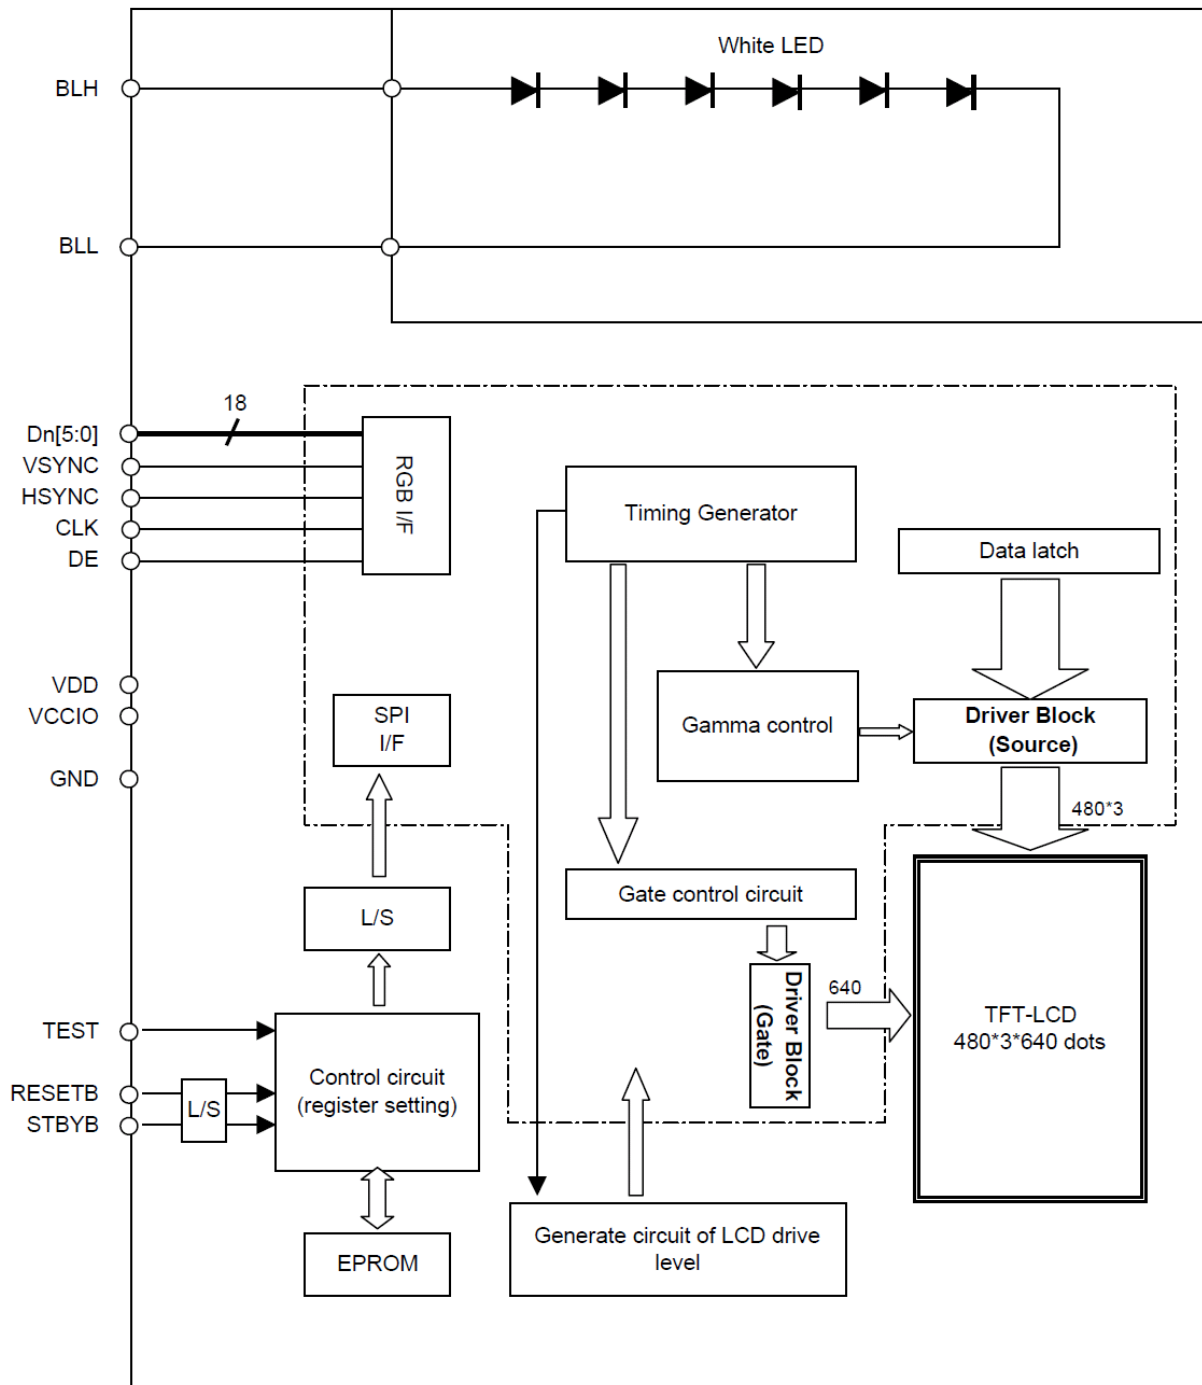 White LED
BLH
BLL
18
Dn[5:0]
VSYNC
HSYNC
CLK
DE
RGB I/F
Timing Generator
Data latch
VDD
VCCIO
GND
SPI
I/F
Gamma control
Driver Block
(Source)
480*3
L/S
Gate control circuit
Driver Block
(Gate)
640
TFT-LCD
480*3*640 dots
TEST
RESETB
STBYB
L/S
Control circuit
(register setting)
EPROM
Generate circuit of LCD drive
level